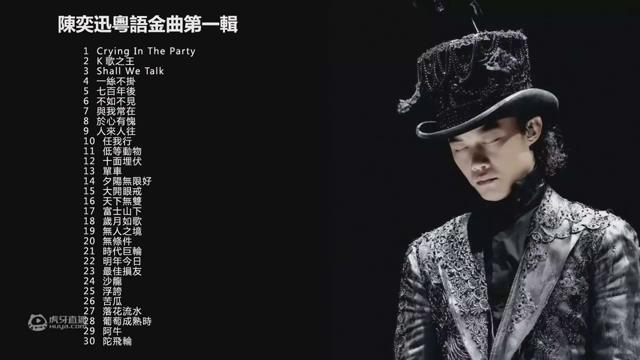 陳奕迅粵語金曲第一輯
1 Crying In The Party
2 K歌之王
3 Shall We Talk
4 一絲不掛
5 七百年後
6 不如不見
7 與我常在
8 於心有愧
9 人來人往
10 任我行
11 低等動物
12 十面埋伏
13 單車
14 夕陽無限好
15 大開眼戒
16 天下無雙
17 富士山下
18 歲月如歌
19 無人之境
20 無條件
21 時代巨輪
22 明年今日
23 最佳損友
24 沙龍
25 浮誇
26 苦瓜
27 落花流水
28 葡萄成熟時
29 阿牛
30 陀飛輪
虎牙直播
Huya.com